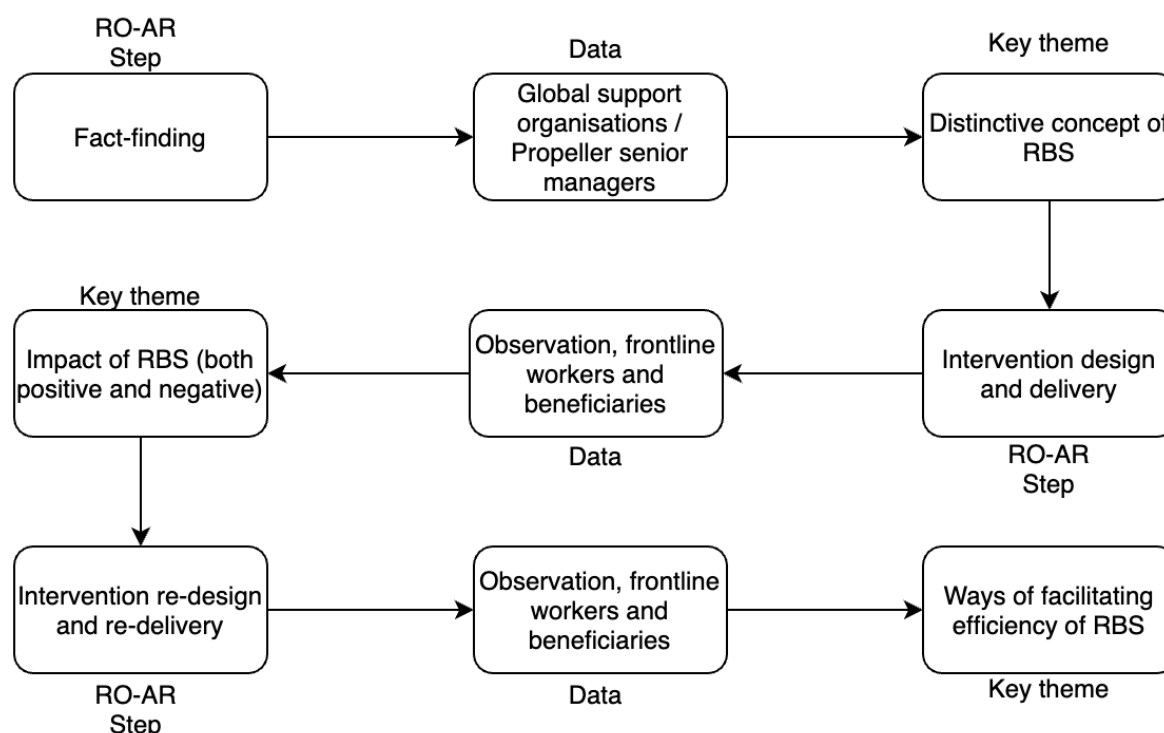 RO-AR
Step
Data
Key theme
Fact-finding
Global support
organisations /
Propeller senior
managers
Distinctive concept of
RBS
Key theme
Impact of RBS (both
positive and negative)
Observation, frontline
workers and
beneficiaries
Data
Intervention design
and delivery
RO-AR
Step
Intervention re-design
and re-delivery
RO-AR
Step
Observation, frontline
workers and
beneficiaries
Data
Ways of facilitating
efficiency of RBS
Key theme